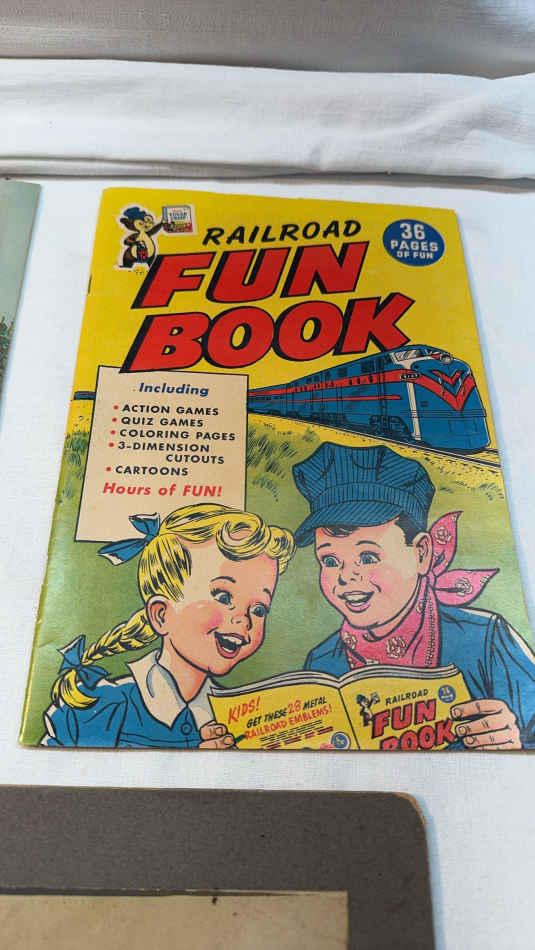 RAILROAD
FUN
BOOK
36
PAGES
OF FUN
Including
• ACTION GAMES
• QUIZ GAMES
• COLORING PAGES
• 3-DIMENSION
CUTOUTS
• CARTOONS
Hours of FUN!
KIDS!
GET THESE 28 METAL
RAILROAD EMBLEMS!
RAILROAD
FUN
BOOK